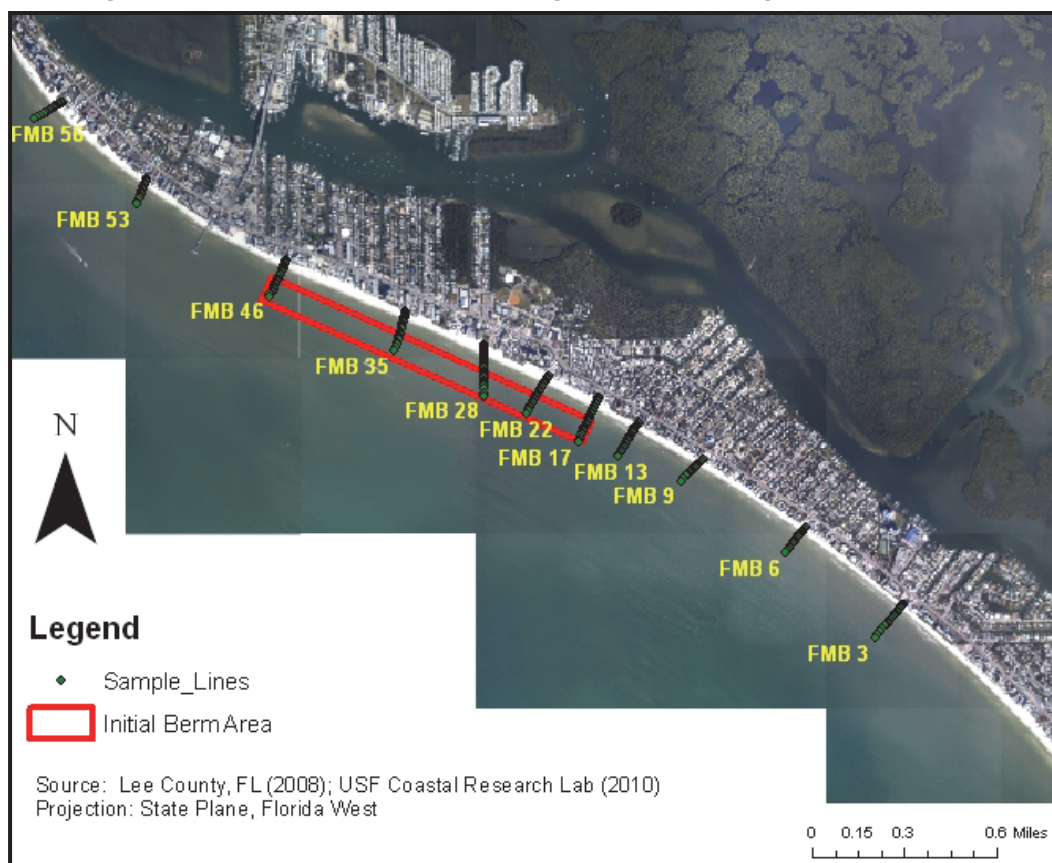 FMB 56
FMB 53
FMB 46
FMB 35
FMB 28
FMB 22
FMB 17
FMB 13
FMB 9
FMB 6
FMB 3
N
Legend
Sample_Lines
Initial Berm Area
Source: Lee County, FL (2008); USF Coastal Research Lab (2010)
Projection: State Plane, Florida West
0 0.15 0.3 0.6 Miles